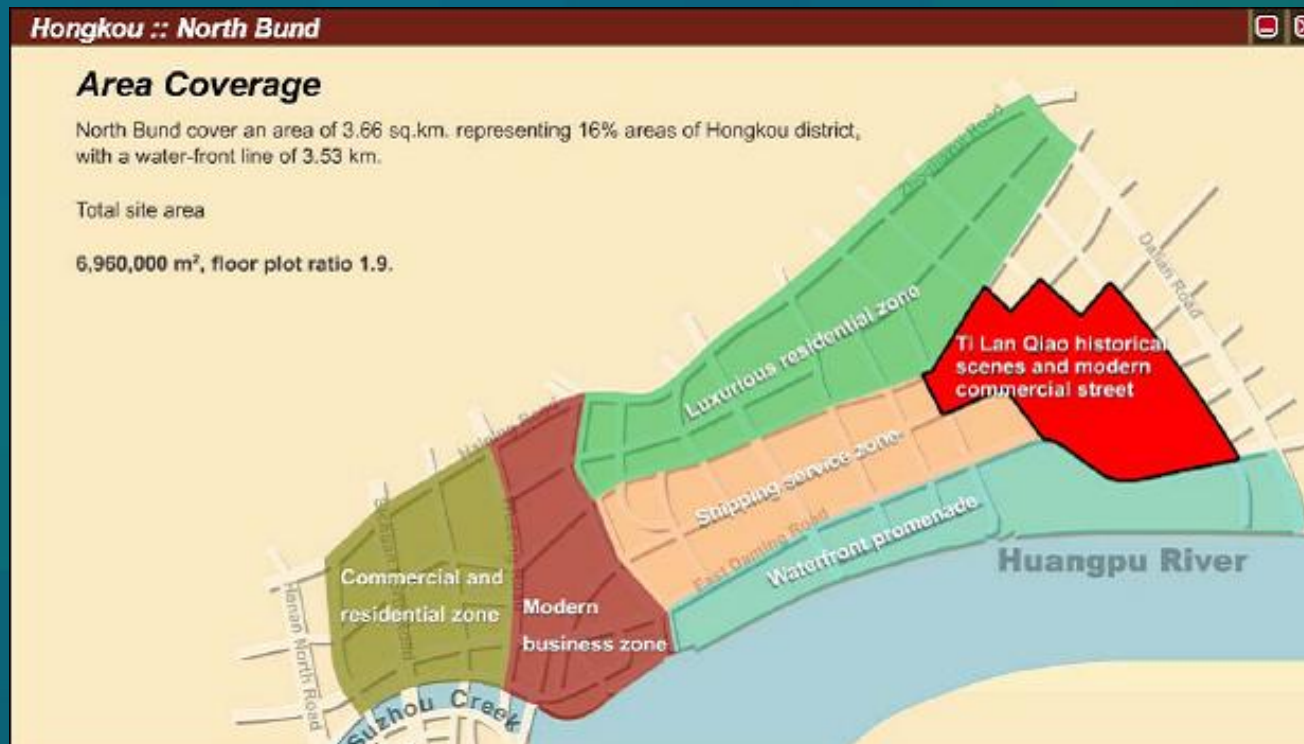 Hongkou :: North Bund
Area Coverage
North Bund cover an area of 3.66 sq.km. representing 16% areas of Hongkou district,
with a water-front line of 3.53 km.
Total site area
6,960,000 m², floor plot ratio 1.9.
Road
Dalian Road
Luxurious residential zone
Ti Lan Qiao historical
scenes and modern
commercial street
Haining Road
Shipping service zone
East Daming Road
Waterfront promenade
Huangpu River
Commercial and
residential zone
Modern
business zone
Henan North Road
Road
Suzhou Creek